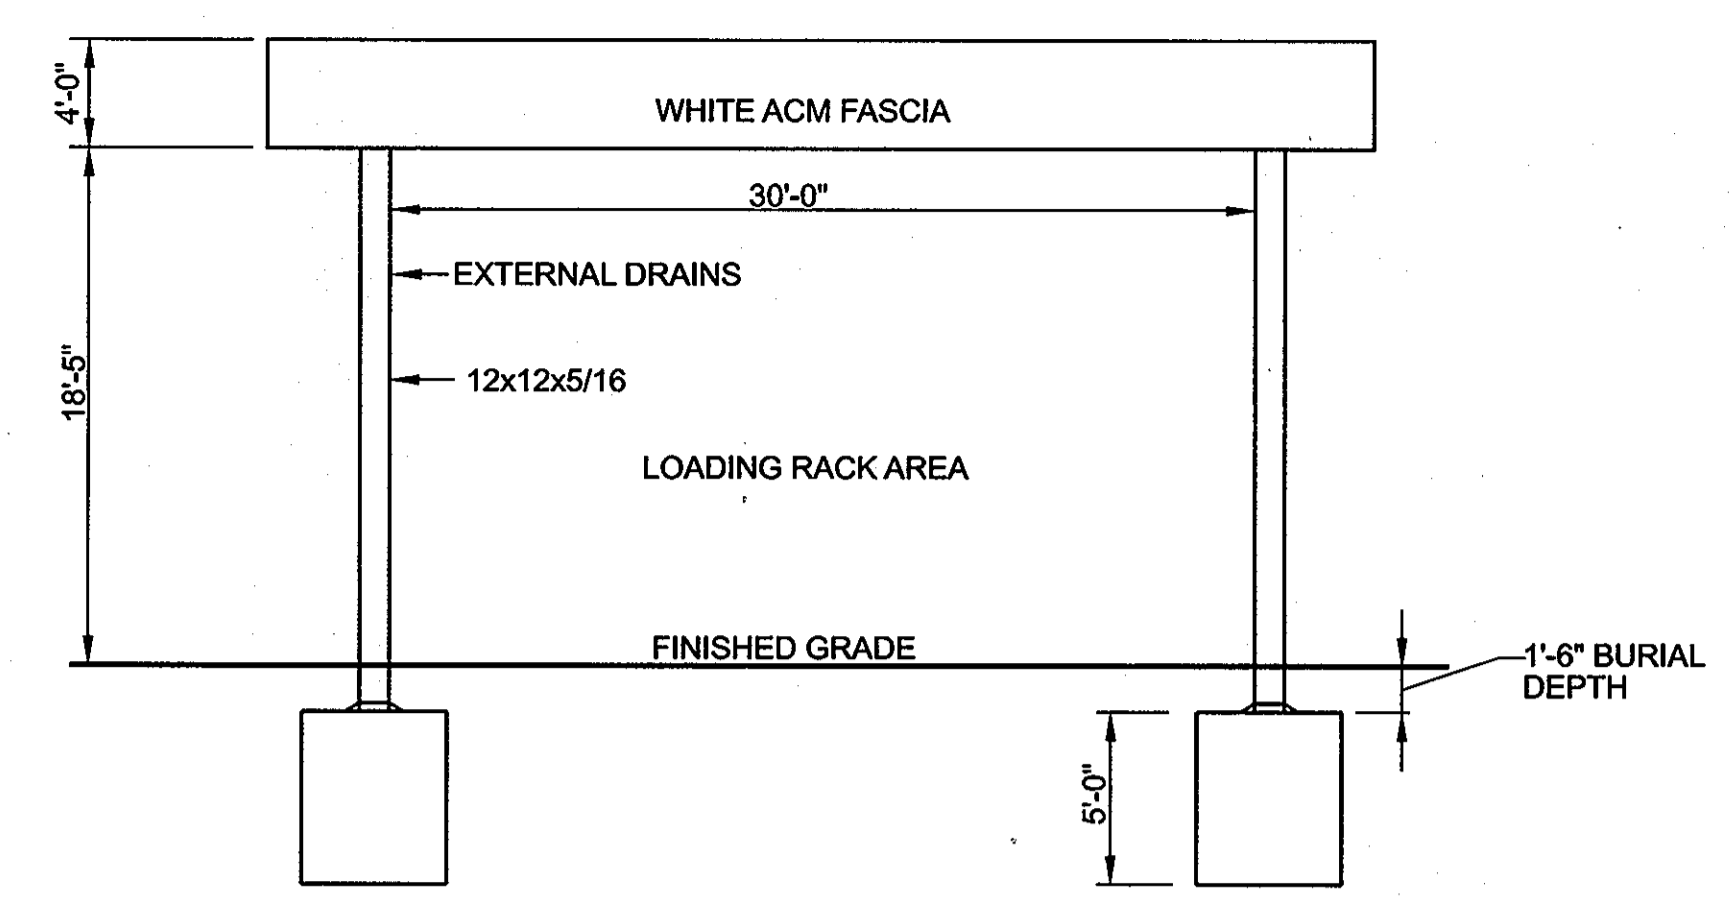 4'-0"
WHITE ACM FASCIA
30'-0"
EXTERNAL DRAINS
18'-5"
12x12x5/16
LOADING RACK AREA
FINISHED GRADE
1'-6" BURIAL
DEPTH
5'-0"